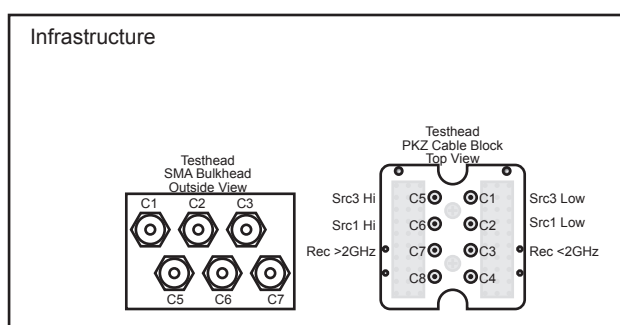 Infrastructure
Testhead
SMA Bulkhead
Outside View
C1 C2 C3
C5 C6 C7
Testhead
PKZ Cable Block
Top View
Src3 Hi C5 C1 Src3 Low
Src1 Hi C6 C2 Src1 Low
Rec >2GHz C7 C3 Rec <2GHz
C8 C4